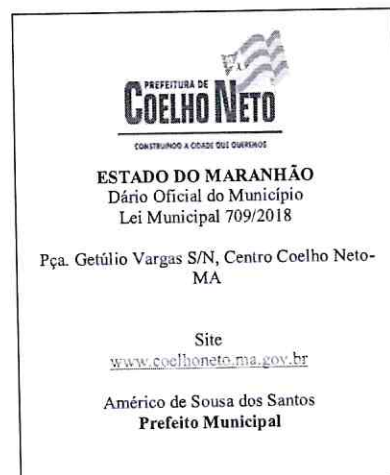 PREFEITURA DE
COELHO NETO
CONSTRUINDO A CIDADE QUE QUEREMOS
ESTADO DO MARANHÃO
Dário Oficial do Município
Lei Municipal 709/2018
Pça. Getúlio Vargas S/N, Centro Coelho Neto-
MA
Site
www.coelhoneto.ma.gov.br
Américo de Sousa dos Santos
Prefeito Municipal